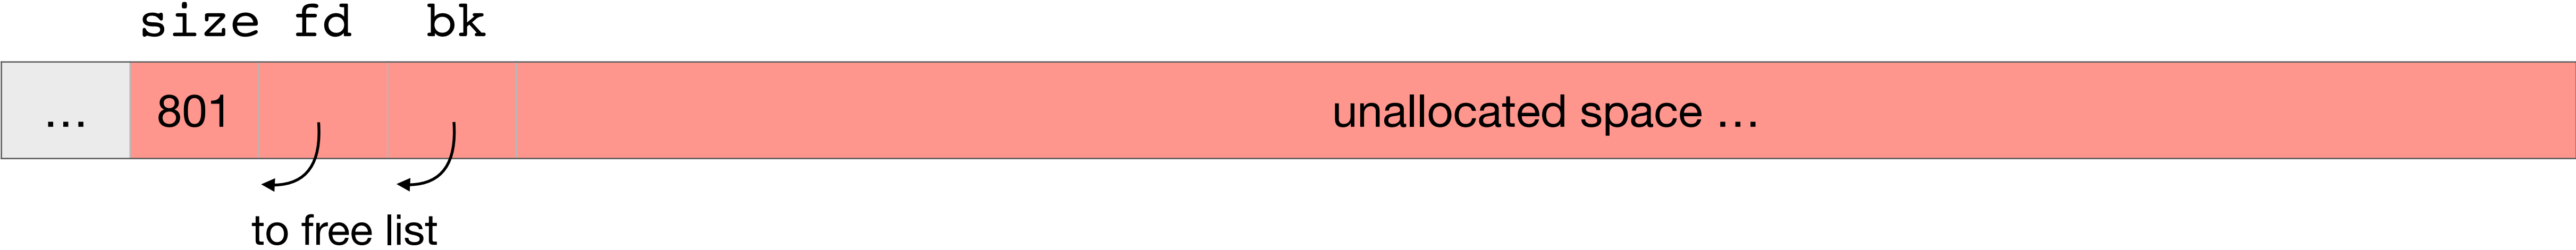 size fd bk
… 801 unallocated space …
to free list